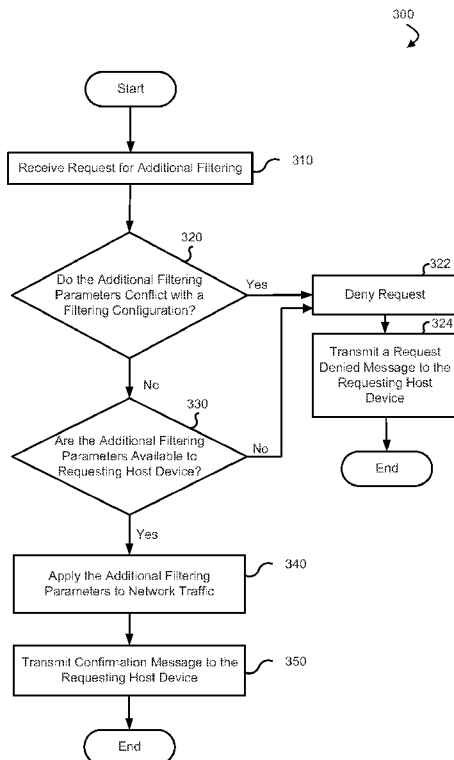 300
Start
Receive Request for Additional Filtering
310
320
Do the Additional Filtering
Parameters Conflict with a
Filtering Configuration?
Yes
322
Deny Request
324
Transmit a Request
Denied Message to the
Requesting Host
Device
End
No
330
Are the Additional Filtering
Parameters Available to
Requesting Host Device?
No
Yes
Apply the Additional Filtering
Parameters to Network Traffic
340
Transmit Confirmation Message to the
Requesting Host Device
350
End